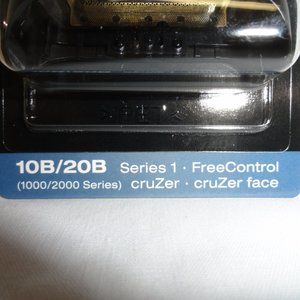 10B/20B Series 1 · FreeControl
(1000/2000 Series) cruZer · cruZer face